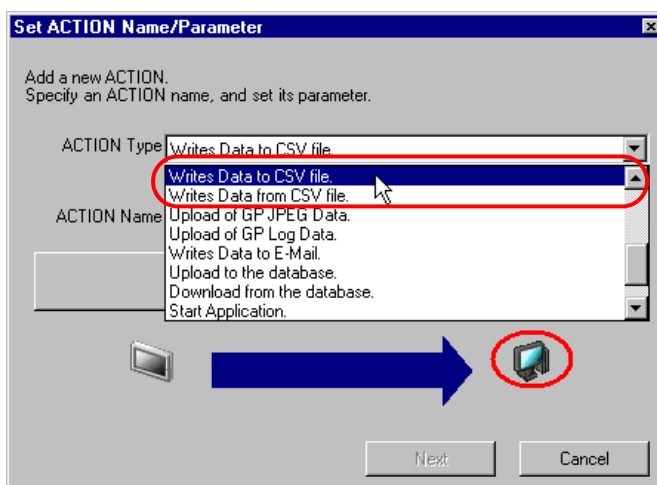 Set ACTION Name/Parameter
Add a new ACTION.
Specify an ACTION name, and set its parameter.
ACTION Type Writes Data to CSV file.
Writes Data to CSV file.
Writes Data from CSV file.
ACTION Name Upload of GP JPEG Data.
Upload of GP Log Data.
Writes Data to E-Mail.
Upload to the database.
Download from the database.
Start Application.
Next Cancel